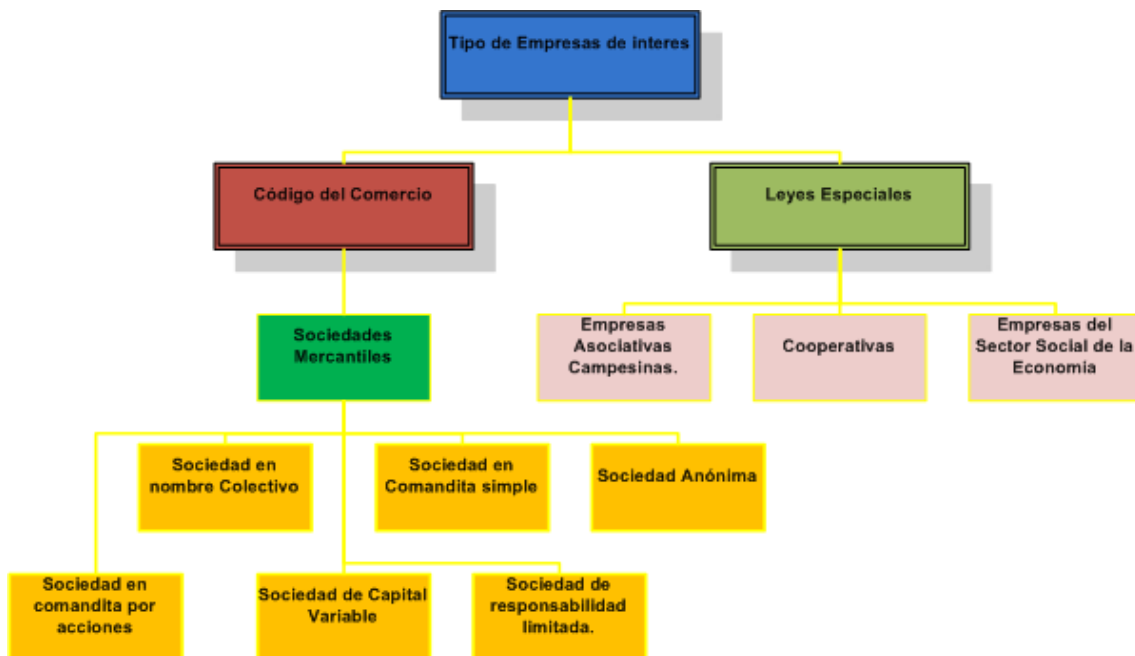 Tipo de Empresas de interes
Código del Comercio
Leyes Especiales
Sociedades
Mercantiles
Empresas
Asociativas
Campesinas.
Cooperativas
Empresas del
Sector Social de la
Economia
Sociedad en
nombre Colectivo
Sociedad en
Comandita simple
Sociedad Anónima
Sociedad en
comandita por
acciones
Sociedad de Capital
Variable
Sociedad de
responsabilidad
limitada.